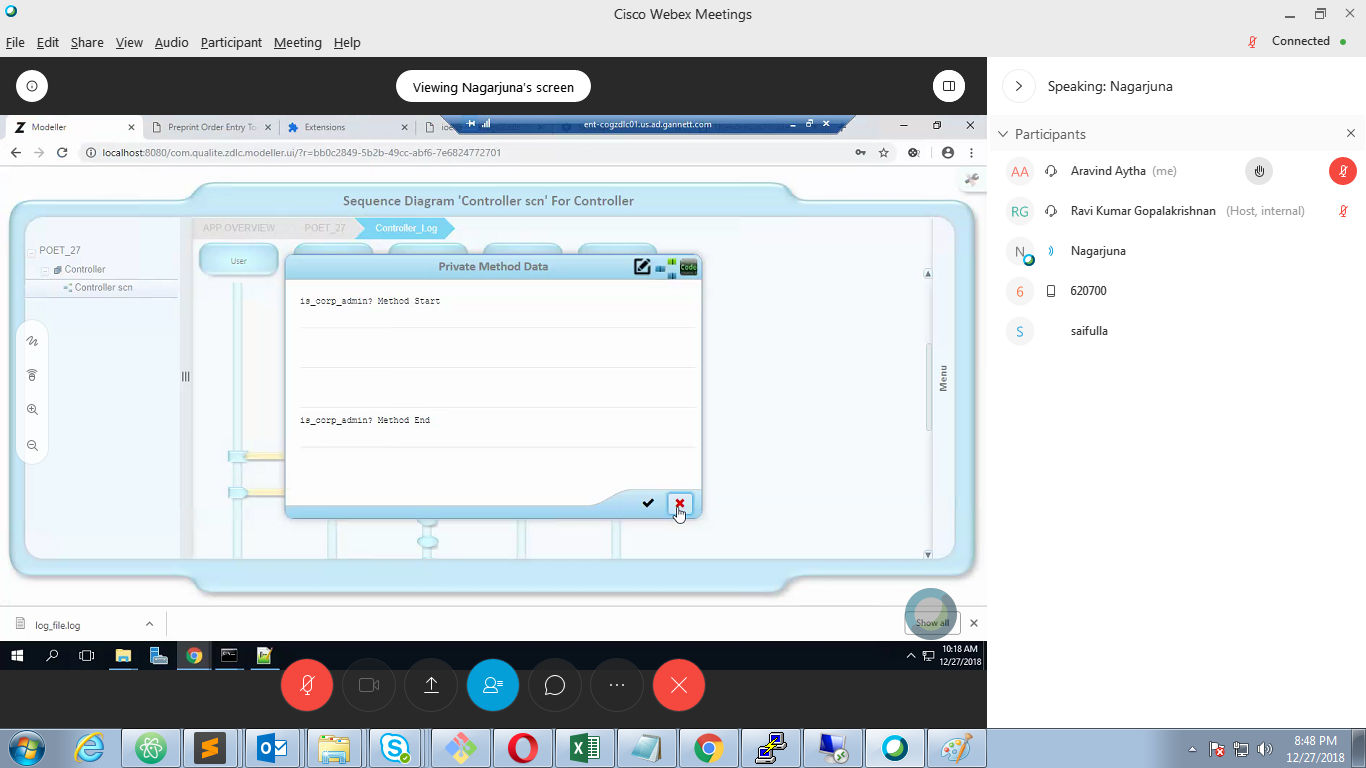 Cisco Webex Meetings
File Edit Share View Audio Participant Meeting Help
Connected
Viewing Nagarjuna's screen
Speaking: Nagarjuna
Modeller
Preprint Order Entry To
Extensions
ent-cogzdlc01.us.ad.gannett.com
localhost:8080/com.qualite.zdlc.modeller.ui/?r=bb0c2849-5b2b-49cc-abf6-7e6824772701
Participants
AA Aravind Aytha (me)
RG Ravi Kumar Gopalakrishnan (Host, internal)
N Nagarjuna
6 620700
S saifulla
Sequence Diagram 'Controller scn' For Controller
APP OVERVIEW POET_27 Controller_Log
POET_27
Controller
Controller scn
User
Private Method Data
Code
is_corp_admin? Method Start
is_corp_admin? Method End
Menu
log_file.log
Show all
10:18 AM
12/27/2018
8:48 PM
12/27/2018